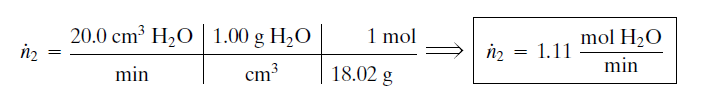 ṅ₂ = 20.0 cm³ H₂O | 1.00 g H₂O | 1 mol ⟹ ṅ₂ = 1.11 mol H₂O
min | cm³ | 18.02 g min